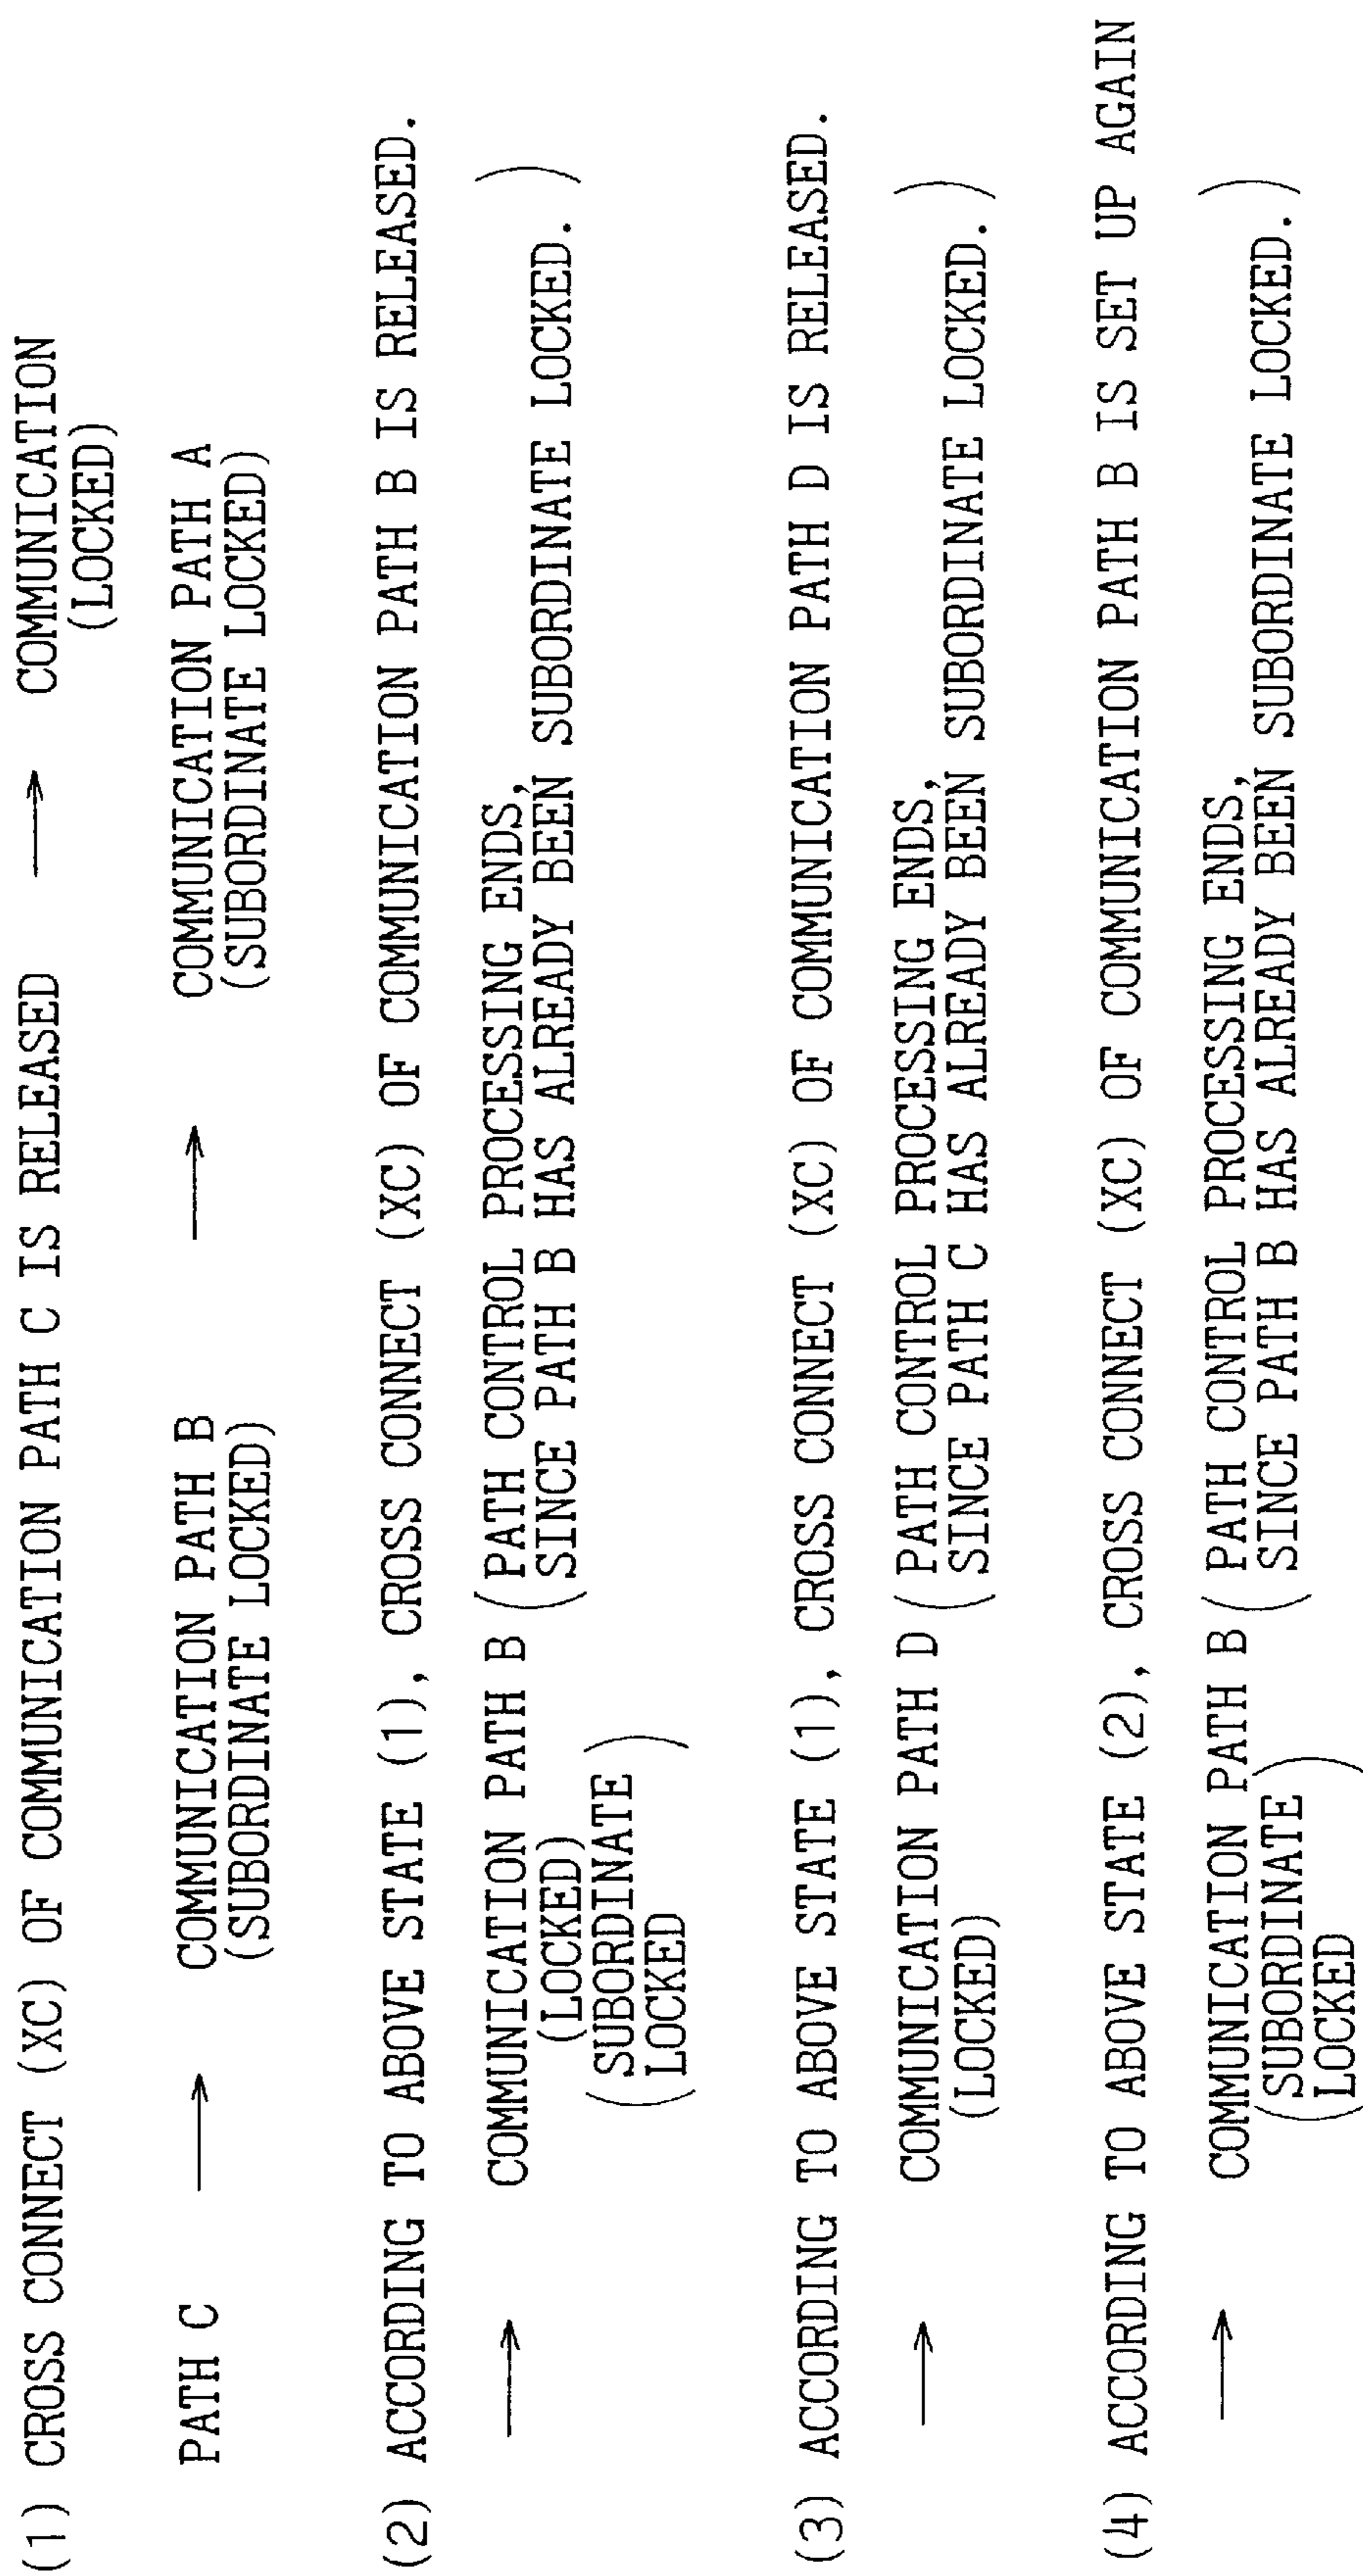 (1) CROSS CONNECT (XC) OF COMMUNICATION PATH C IS RELEASED → COMMUNICATION
(LOCKED)
PATH C → COMMUNICATION PATH B → COMMUNICATION PATH A
(SUBORDINATE LOCKED) (SUBORDINATE LOCKED)
(2) ACCORDING TO ABOVE STATE (1), CROSS CONNECT (XC) OF COMMUNICATION PATH B IS RELEASED.
→ COMMUNICATION PATH B (PATH CONTROL PROCESSING ENDS,
(LOCKED) SINCE PATH B HAS ALREADY BEEN SUBORDINATE LOCKED.)
(SUBORDINATE
LOCKED)
(3) ACCORDING TO ABOVE STATE (1), CROSS CONNECT (XC) OF COMMUNICATION PATH D IS RELEASED.
→ COMMUNICATION PATH D (PATH CONTROL PROCESSING ENDS,
(LOCKED) SINCE PATH C HAS ALREADY BEEN SUBORDINATE LOCKED.)
(4) ACCORDING TO ABOVE STATE (2), CROSS CONNECT (XC) OF COMMUNICATION PATH B IS SET UP AGAIN
→ COMMUNICATION PATH B (PATH CONTROL PROCESSING ENDS,
(SUBORDINATE SINCE PATH B HAS ALREADY BEEN SUBORDINATE LOCKED.)
LOCKED)